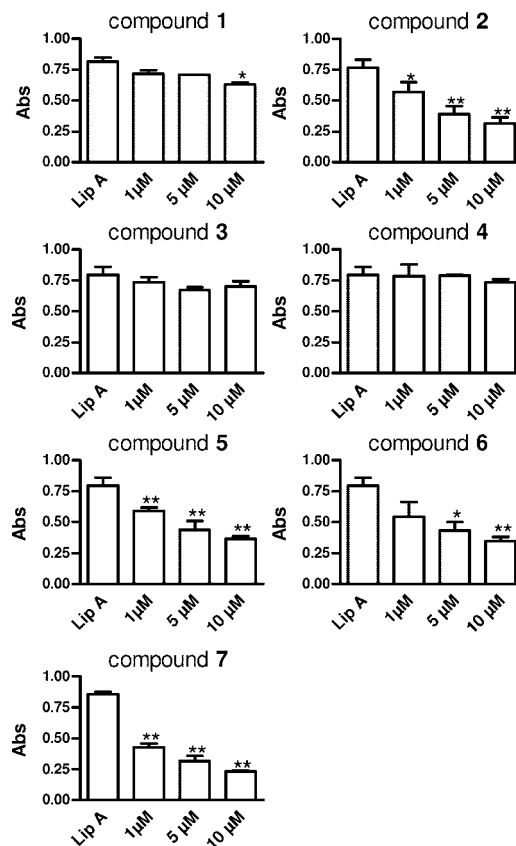 compound 1
Abs
1.00
0.75
0.50
0.25
0.00
*
Lip A
1µM
5 µM
10 µM
compound 2
Abs
1.00
0.75
0.50
0.25
0.00
*
**
**
Lip A
1µM
5 µM
10 µM
compound 3
Abs
1.00
0.75
0.50
0.25
0.00
Lip A
1µM
5 µM
10 µM
compound 4
Abs
1.00
0.75
0.50
0.25
0.00
Lip A
1µM
5 µM
10 µM
compound 5
Abs
1.00
0.75
0.50
0.25
0.00
**
**
**
Lip A
1µM
5 µM
10 µM
compound 6
Abs
1.00
0.75
0.50
0.25
0.00
*
**
Lip A
1µM
5 µM
10 µM
compound 7
Abs
1.00
0.75
0.50
0.25
0.00
**
**
**
Lip A
1µM
5 µM
10 µM